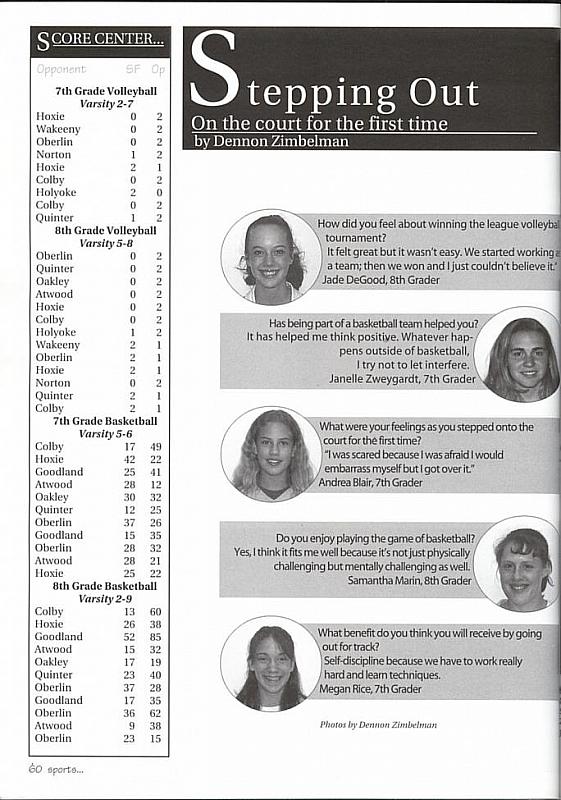 SCORE CENTER...
Opponent SF Op
7th Grade Volleyball
Varsity 2-7
Hoxie 0 2
Wakeeny 0 2
Oberlin 0 2
Norton 1 2
Hoxie 2 1
Colby 0 2
Holyoke 2 0
Colby 0 2
Quinter 1 2
8th Grade Volleyball
Varsity 5-8
Oberlin 0 2
Quinter 0 2
Oakley 0 2
Atwood 0 2
Hoxie 0 2
Colby 0 2
Holyoke 1 2
Wakeeny 2 1
Oberlin 2 1
Hoxie 2 1
Norton 0 2
Quinter 2 1
Colby 2 1
7th Grade Basketball
Varsity 5-6
Colby 17 49
Hoxie 42 22
Goodland 25 41
Atwood 28 12
Oakley 30 32
Quinter 12 25
Oberlin 37 26
Goodland 15 35
Oberlin 28 32
Atwood 28 21
Hoxie 25 22
8th Grade Basketball
Varsity 2-9
Colby 13 60
Hoxie 26 38
Goodland 52 85
Atwood 15 32
Oakley 17 19
Quinter 23 40
Oberlin 37 28
Goodland 17 35
Oberlin 36 62
Atwood 9 38
Oberlin 23 15
60 sports...
Stepping Out
On the court for the first time
by Dennon Zimbelman
How did you feel about winning the league volleybal
tournament?
It felt great but it wasn't easy. We started working a
a team; then we won and I just couldn't believe it."
Jade DeGood, 8th Grader
Has being part of a basketball team helped you?
It has helped me think positive. Whatever hap-
pens outside of basketball,
I try not to let interfere.
Janelle Zweygardt, 7th Grader
What were your feelings as you stepped onto the
court for the first time?
"I was scared because I was afraid I would
embarrass myself but I got over it."
Andrea Blair, 7th Grader
Do you enjoy playing the game of basketball?
Yes, I think it fits me well because it's not just physically
challenging but mentally challenging as well.
Samantha Marin, 8th Grader
What benefit do you think you will receive by going
out for track?
Self-discipline because we have to work really
hard and learn techniques.
Megan Rice, 7th Grader
Photos by Dennon Zimbelman